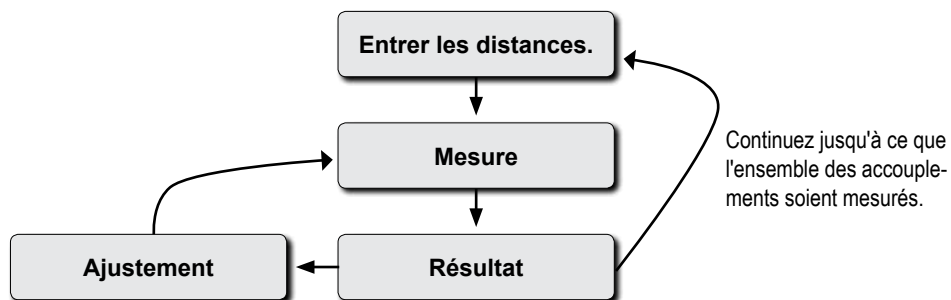 Entrer les distances.
Mesure
Continuez jusqu'à ce que
l'ensemble des accouple-
ments soient mesurés.
Ajustement
Résultat